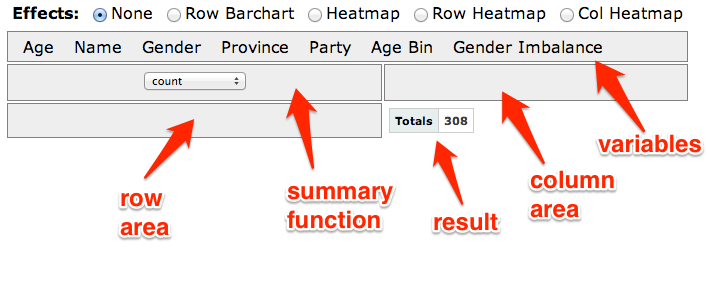 Effects: None Row Barchart Heatmap Row Heatmap Col Heatmap
Age Name Gender Province Party Age Bin Gender Imbalance
count
Totals 308
variables
row
area
summary
function
result
column
area